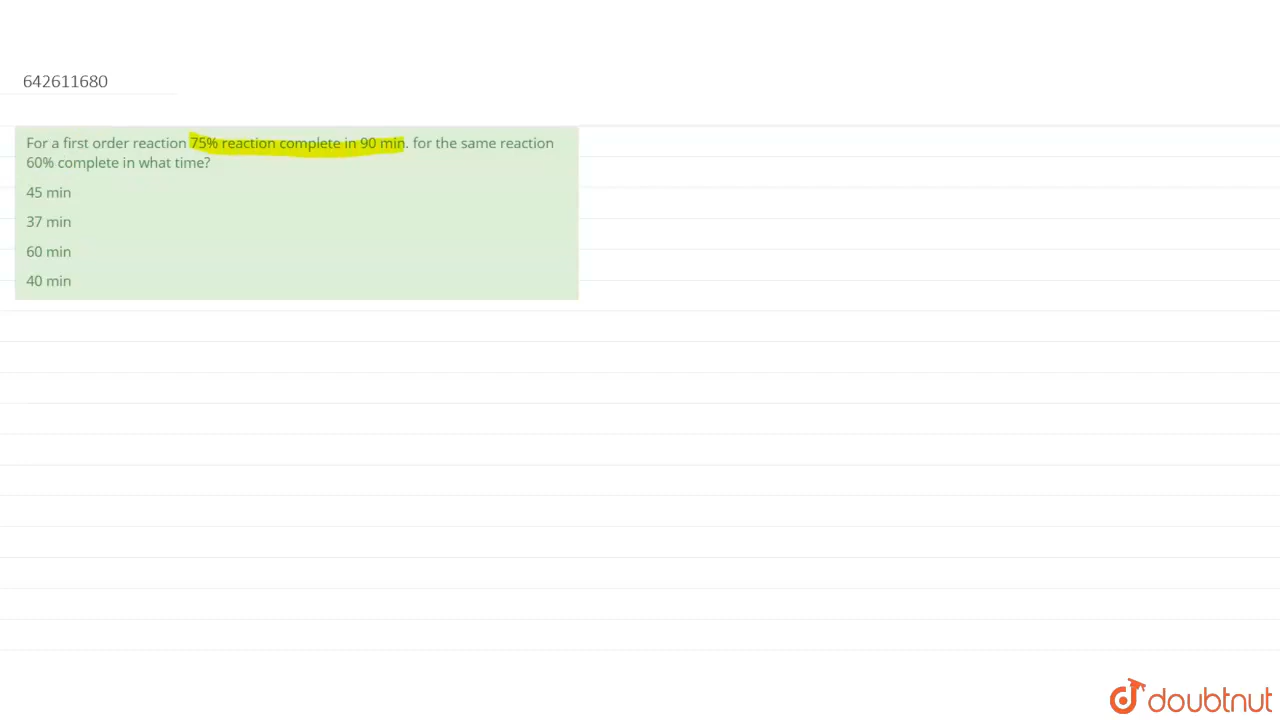 642611680
For a first order reaction 75% reaction complete in 90 min. for the same reaction
60% complete in what time?
45 min
37 min
60 min
40 min
doubtnut